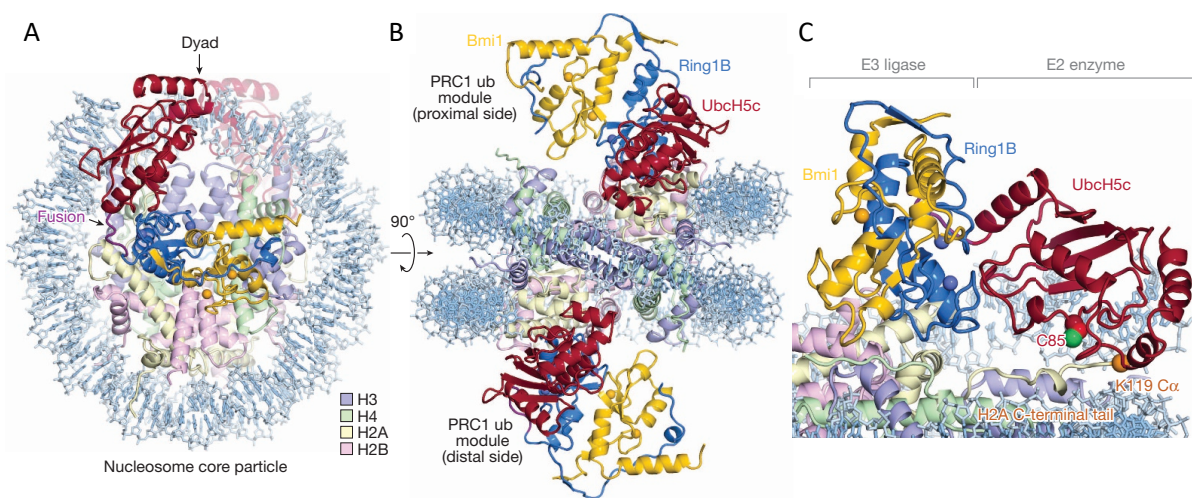 A
Dyad
Fusion
H3
H4
H2A
H2B
Nucleosome core particle
90°
B
Bmi1
Ring1B
PRC1 ub
module
(proximal side)
UbcH5c
PRC1 ub
module
(distal side)
C
E3 ligase
E2 enzyme
Ring1B
Bmi1
UbcH5c
C85
K119 Cα
H2A C-terminal tail